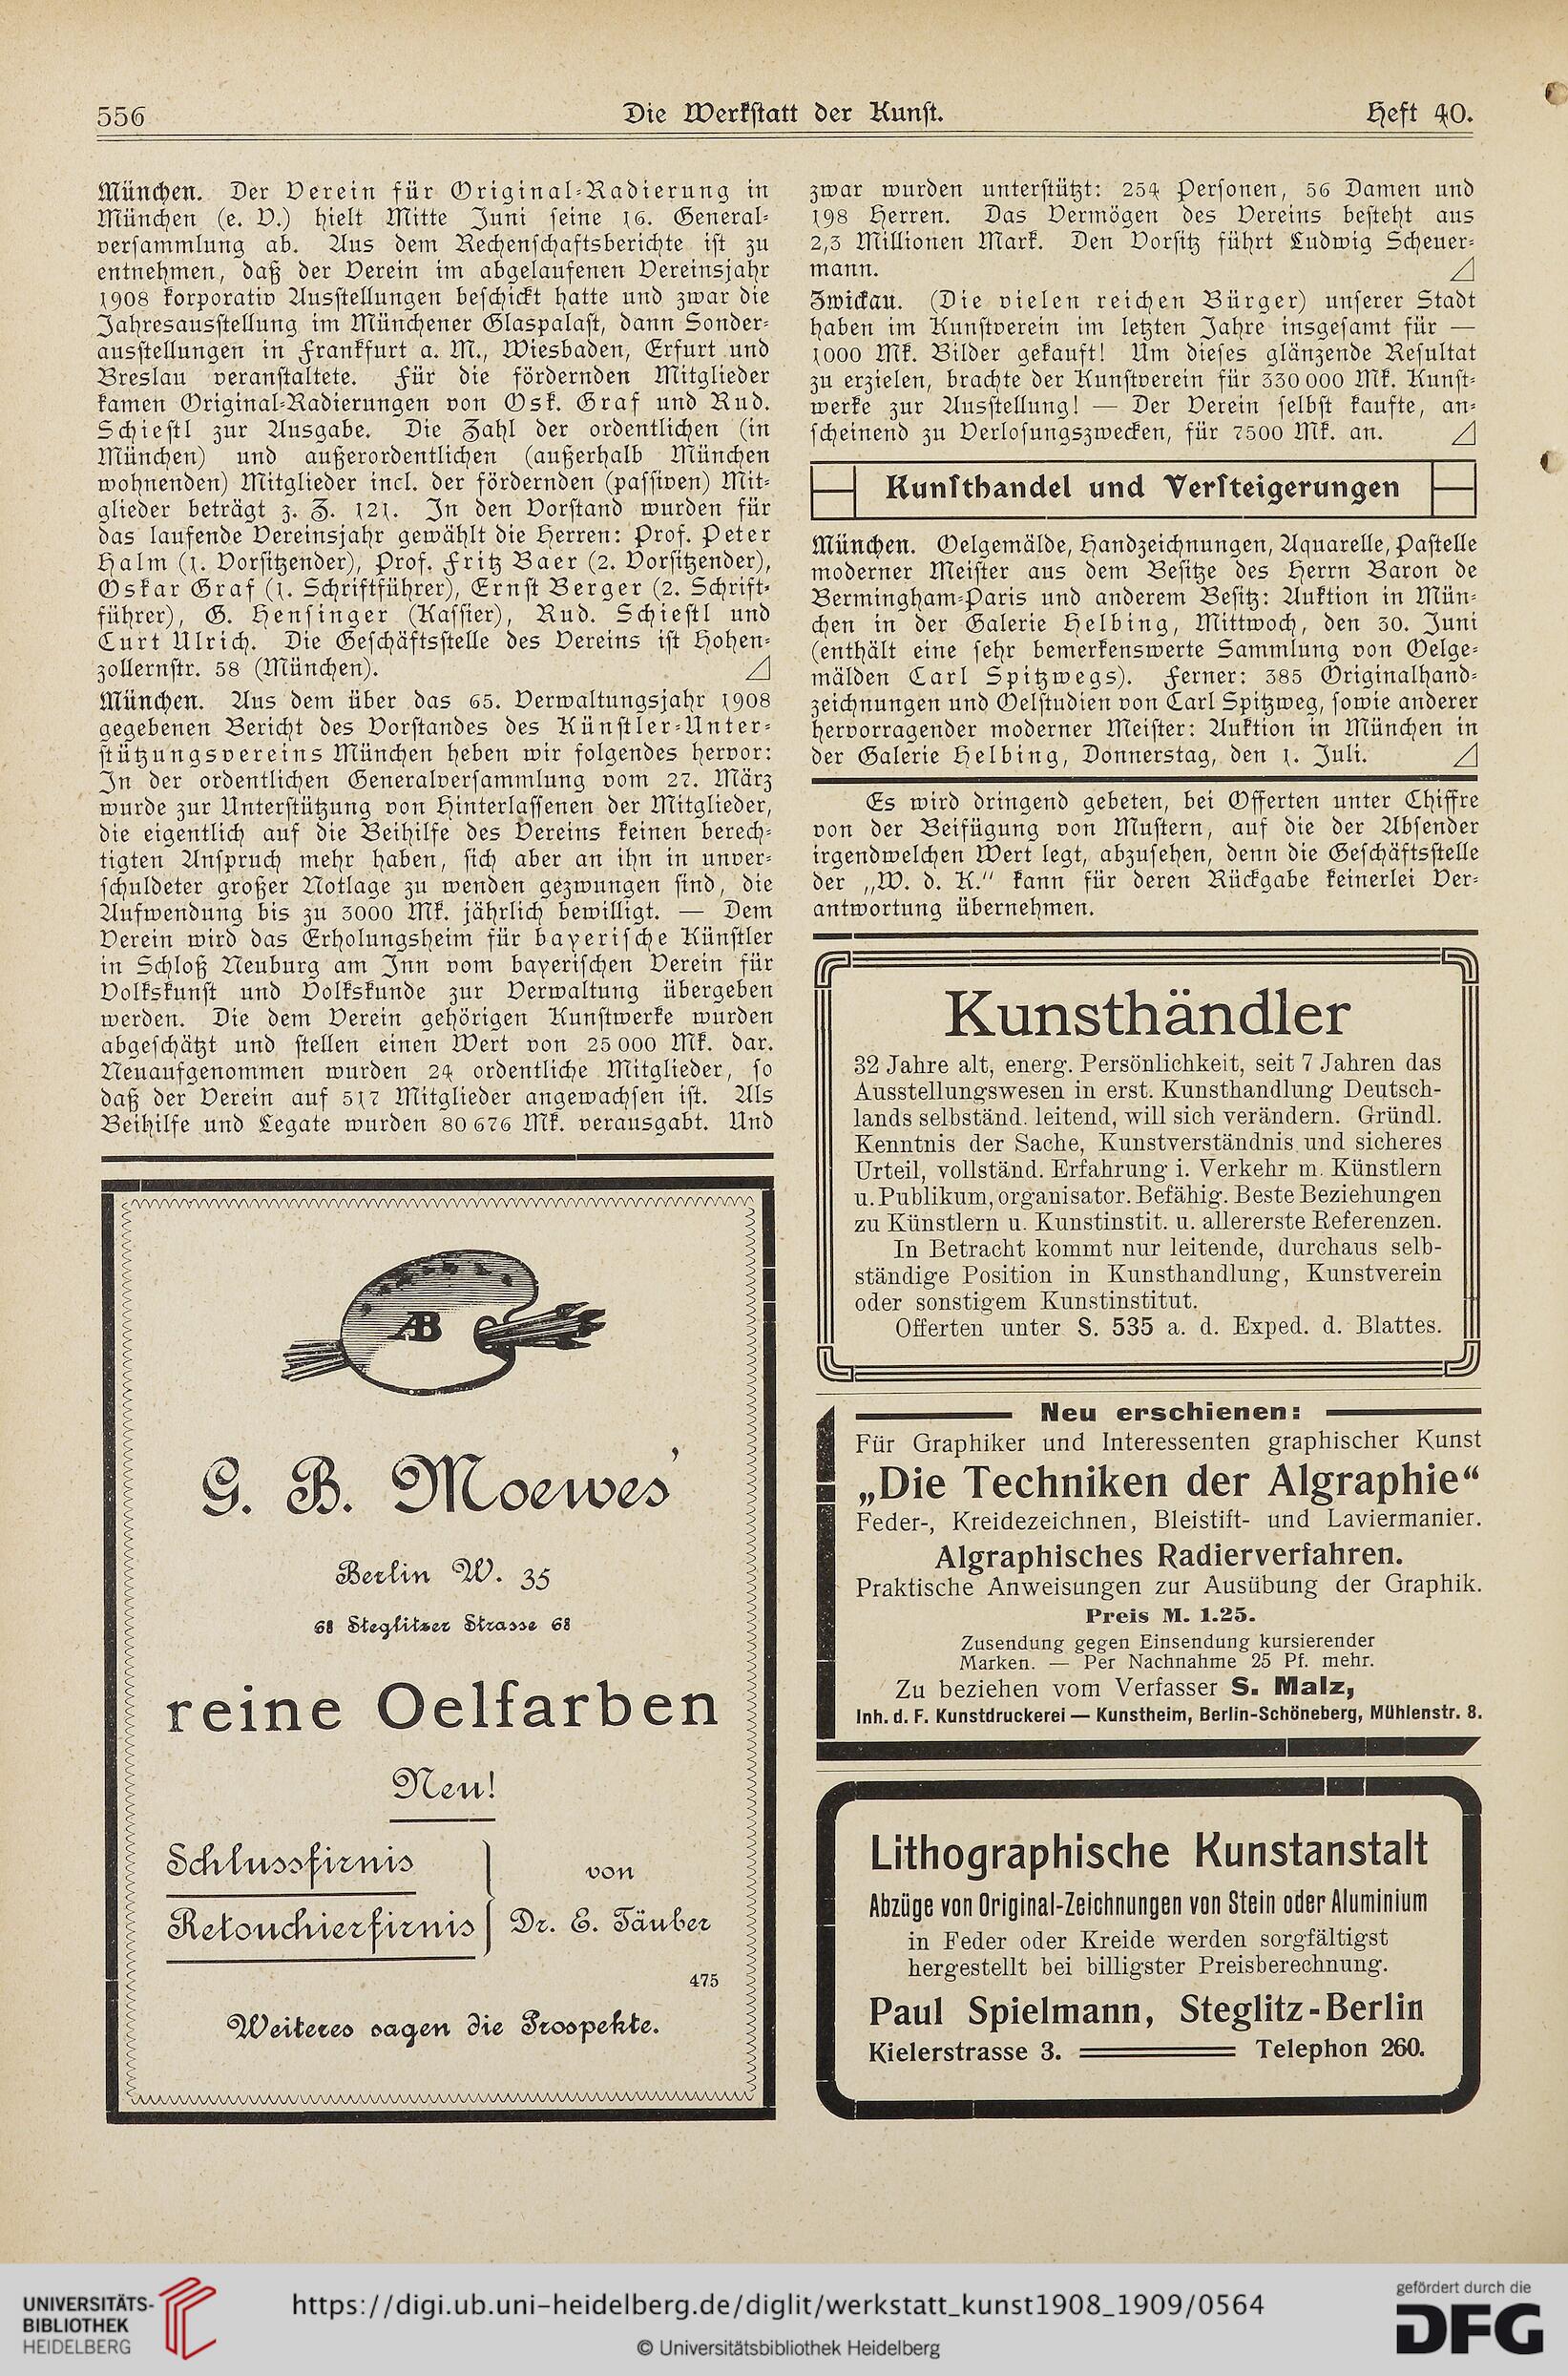 556
Die Werkstatt der Kunst.
Heft 40.
München. Der Verein für Original-Radierung in
München (e. V.) hielt Mitte Juni seine 16. General-
versammlung ab. Aus dem Rechenschaftsberichte ist zu
entnehmen, daß der Verein im abgelaufenen Vereinsjahr
1908 korporativ Ausstellungen beschickt hatte und zwar die
Jahresausstellung im Münchener Glaspalast, dann Sonder-
ausstellungen in Frankfurt a. M., Wiesbaden, Erfurt und
Breslau veranstaltete. Für die fördernden Mitglieder
kamen Original-Radierungen von Osk. Graf und Rud.
Schiestl zur Ausgabe. Die Zahl der ordentlichen (in
München) und außerordentlichen (außerhalb München
wohnenden) Mitglieder incl. der fördernden (passiven) Mit-
glieder beträgt z. Z. 121. In den Vorstand wurden für
das laufende Vereinsjahr gewählt die Herren: Prof. Peter
Halm (1. Vorsitzender), Prof. Fritz Baer (2. Vorsitzender),
Oskar Graf (1. Schriftführer), Ernst Berger (2. Schrift-
führer), G. Hensinger (Kassier), Rud. Schiestl und
Curt Ulrich. Die Geschäftsstelle des Vereins ist Hohen-
zollernstr. 58 (München).
München. Aus dem über das 65. Verwaltungsjahr 1908
gegebenen Bericht des Vorstandes des Künstler-Unter-
stützungsvereins München heben wir folgendes hervor:
In der ordentlichen Generalversammlung vom 27. März
wurde zur Unterstützung von Hinterlassenen der Mitglieder,
die eigentlich auf die Beihilfe des Vereins keinen berech-
tigten Anspruch mehr haben, sich aber an ihn in unver-
schuldeter großer Notlage zu wenden gezwungen sind, die
Aufwendung bis zu 3000 Mk. jährlich bewilligt. — Dem
Verein wird das Erholungsheim für bayerische Künstler
in Schloß Neuburg am Inn vom bayerischen Verein für
Volkskunst und Volkskunde zur Verwaltung übergeben
werden. Die dem Verein gehörigen Kunstwerke wurden
abgeschätzt und stellen einen Wert von 25 000 Mk. dar.
Neuaufgenommen wurden 24 ordentliche Mitglieder, so
daß der Verein auf 517 Mitglieder angewachsen ist. Als
Beihilfe und Legate wurden 80 676 Mk. verausgabt. Und
zwar wurden unterstützt: 254 Personen, 56 Damen und
198 Herren. Das Vermögen des Vereins besteht aus
2,3 Millionen Mark. Den Vorsitz führt Ludwig Scheuer-
mann.
Zwickau. (Die vielen reichen Bürger) unserer Stadt
haben im Kunstverein im letzten Jahre insgesamt für —
1000 Mk. Bilder gekauft! Um dieses glänzende Resultat
zu erzielen, brachte der Kunstverein für 330 000 Mk. Kunst-
werke zur Ausstellung! — Der Verein selbst kaufte, an-
scheinend zu Verlosungszwecken, für 7500 Mk. an.
Kunsthandel und Versteigerungen
München. Oelgemälde, Handzeichnungen, Aquarelle, Pastelle
moderner Meister aus dem Besitze des Herrn Baron de
Bermingham-Paris und anderem Besitz: Auktion in Mün-
chen in der Galerie Helbing, Mittwoch, den 30. Juni
(enthält eine sehr bemerkenswerte Sammlung von Oelge-
mälden Carl Spitzwegs). Ferner: 385 Originalhand-
zeichnungen und Oelstudien von Carl Spitzweg, sowie anderer
hervorragender moderner Meister: Auktion in München in
der Galerie Helbing, Donnerstag, den 1. Juli.
Es wird dringend gebeten, bei Offerten unter Chiffre
von der Beifügung von Mustern, auf die der Absender
irgendwelchen Wert legt, abzusehen, denn die Geschäftsstelle
der „W. d. K.“ kann für deren Rückgabe keinerlei Ver-
antwortung übernehmen.
AB
G. B. Moewes'
Berlin W. 35
68 Steglitzer Strasse 68
reine Oelfarben
Neu!
Schlussfirnis
Retouchierfirnis
von
Dr. E. Täuber
475
Weiteres sagen die Prospekte.
Kunsthändler
32 Jahre alt, energ. Persönlichkeit, seit 7 Jahren das
Ausstellungswesen in erst. Kunsthandlung Deutsch-
lands selbständ. leitend, will sich verändern. Gründl.
Kenntnis der Sache, Kunstverständnis und sicheres
Urteil, vollständ. Erfahrung i. Verkehr m. Künstlern
u. Publikum, organisator. Befähig. Beste Beziehungen
zu Künstlern u. Kunstinstit. u. allererste Referenzen.
In Betracht kommt nur leitende, durchaus selb-
ständige Position in Kunsthandlung, Kunstverein
oder sonstigem Kunstinstitut.
Offerten unter S. 535 a. d. Exped. d. Blattes.
Neu erschienen:
Für Graphiker und Interessenten graphischer Kunst
„Die Techniken der Algraphie“
Feder-, Kreidezeichnen, Bleistift- und Laviermanier.
Algraphisches Radierverfahren.
Praktische Anweisungen zur Ausübung der Graphik.
Preis M. 1.25.
Zusendung gegen Einsendung kursierender
Marken. — Per Nachnahme 25 Pf. mehr.
Zu beziehen vom Verfasser S. Malz,
Inh. d. F. Kunstdruckerei — Kunstheim, Berlin-Schöneberg, Mühlenstr. 8.
Lithographische Kunstanstalt
Abzüge von Original-Zeichnungen von Stein oder Aluminium
in Feder oder Kreide werden sorgfältigst
hergestellt bei billigster Preisberechnung.
Paul Spielmann, Steglitz-Berlin
Kielerstrasse 3. Telephon 260.
UNIVERSITÄTS-
BIBLIOTHEK
HEIDELBERG
https://digi.ub.uni-heidelberg.de/diglit/werkstatt_kunst1908_1909/0564
© Universitätsbibliothek Heidelberg
gefördert durch die
DFG